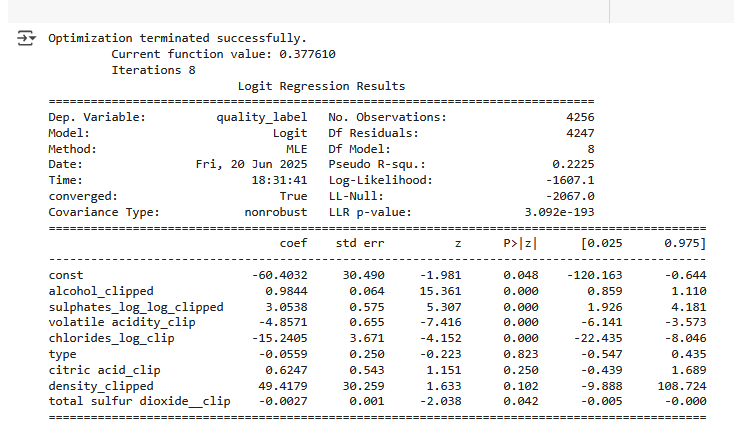 Optimization terminated successfully.
         Current function value: 0.377610
         Iterations 8
                           Logit Regression Results
==============================================================================
Dep. Variable:          quality_label   No. Observations:                 4256
Model:                          Logit   Df Residuals:                     4247
Method:                           MLE   Df Model:                            8
Date:                Fri, 20 Jun 2025   Pseudo R-squ.:                  0.2225
Time:                        18:31:41   Log-Likelihood:                -1607.1
converged:                       True   LL-Null:                       -2067.0
Covariance Type:            nonrobust   LLR p-value:                3.092e-193
==============================================================================================
                                 coef    std err          z      P>|z|      [0.025      0.975]
----------------------------------------------------------------------------------------------
const                        -60.4032     30.490     -1.981      0.048    -120.163      -0.644
alcohol_clipped                0.9844      0.064     15.361      0.000       0.859       1.110
sulphates_log_log_clipped      3.0538      0.575      5.307      0.000       1.926       4.181
volatile acidity_clip         -4.8571      0.655     -7.416      0.000      -6.141      -3.573
chlorides_log_clip           -15.2405      3.671     -4.152      0.000     -22.435      -8.046
type                          -0.0559      0.250     -0.223      0.823      -0.547       0.435
citric acid_clip               0.6247      0.543      1.151      0.250      -0.439       1.689
density_clipped               49.4179     30.259      1.633      0.102      -9.888     108.724
total sulfur dioxide__clip    -0.0027      0.001     -2.038      0.042      -0.005      -0.000
==============================================================================================